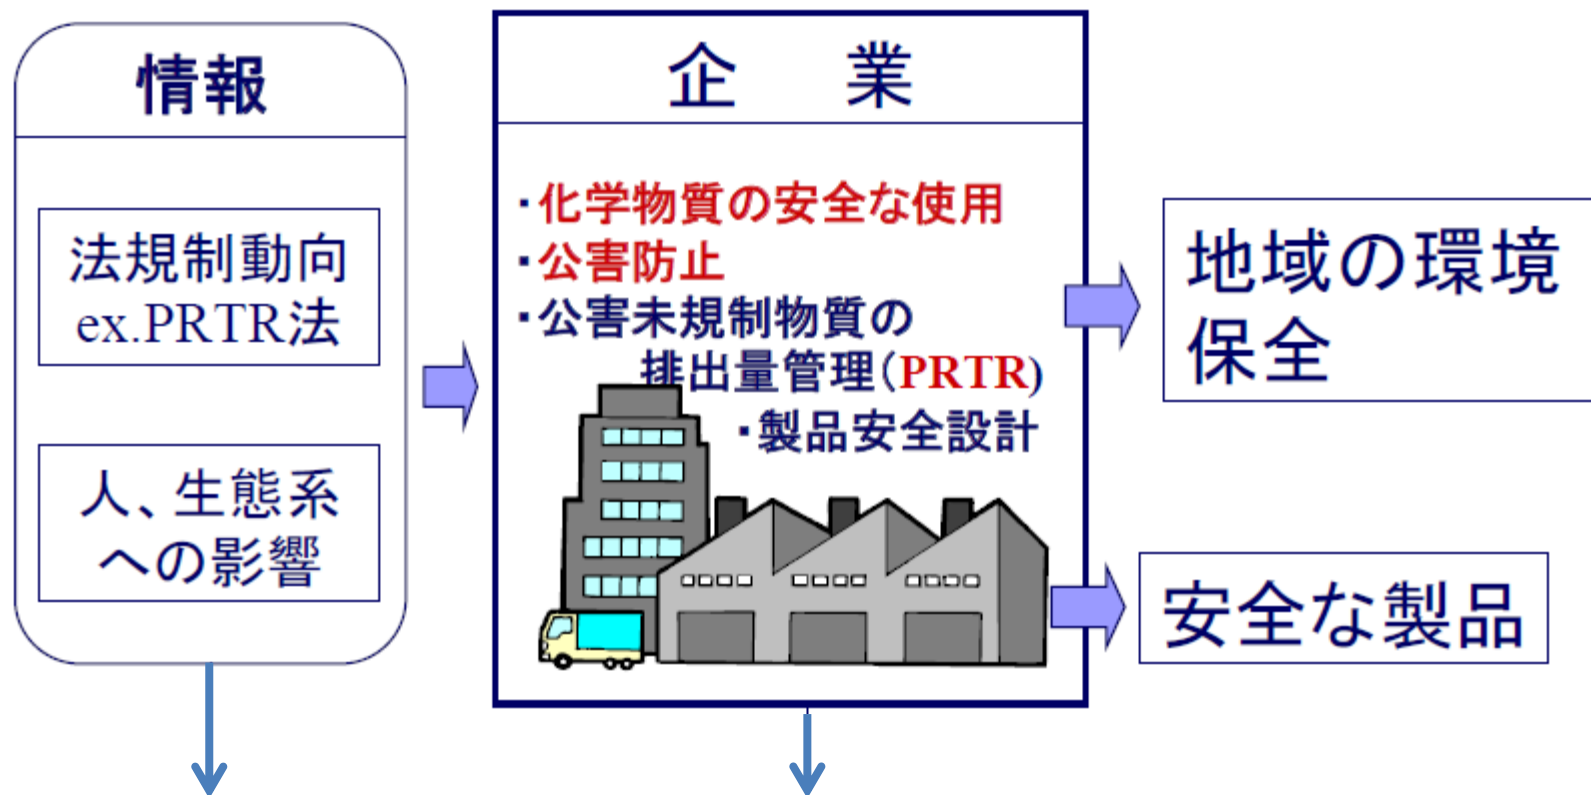 情報
法規制動向
ex.PRTR法
人、生態系
への影響
企 業
・化学物質の安全な使用
・公害防止
・公害未規制物質の
排出量管理(PRTR)
・製品安全設計
地域の環境
保全
安全な製品